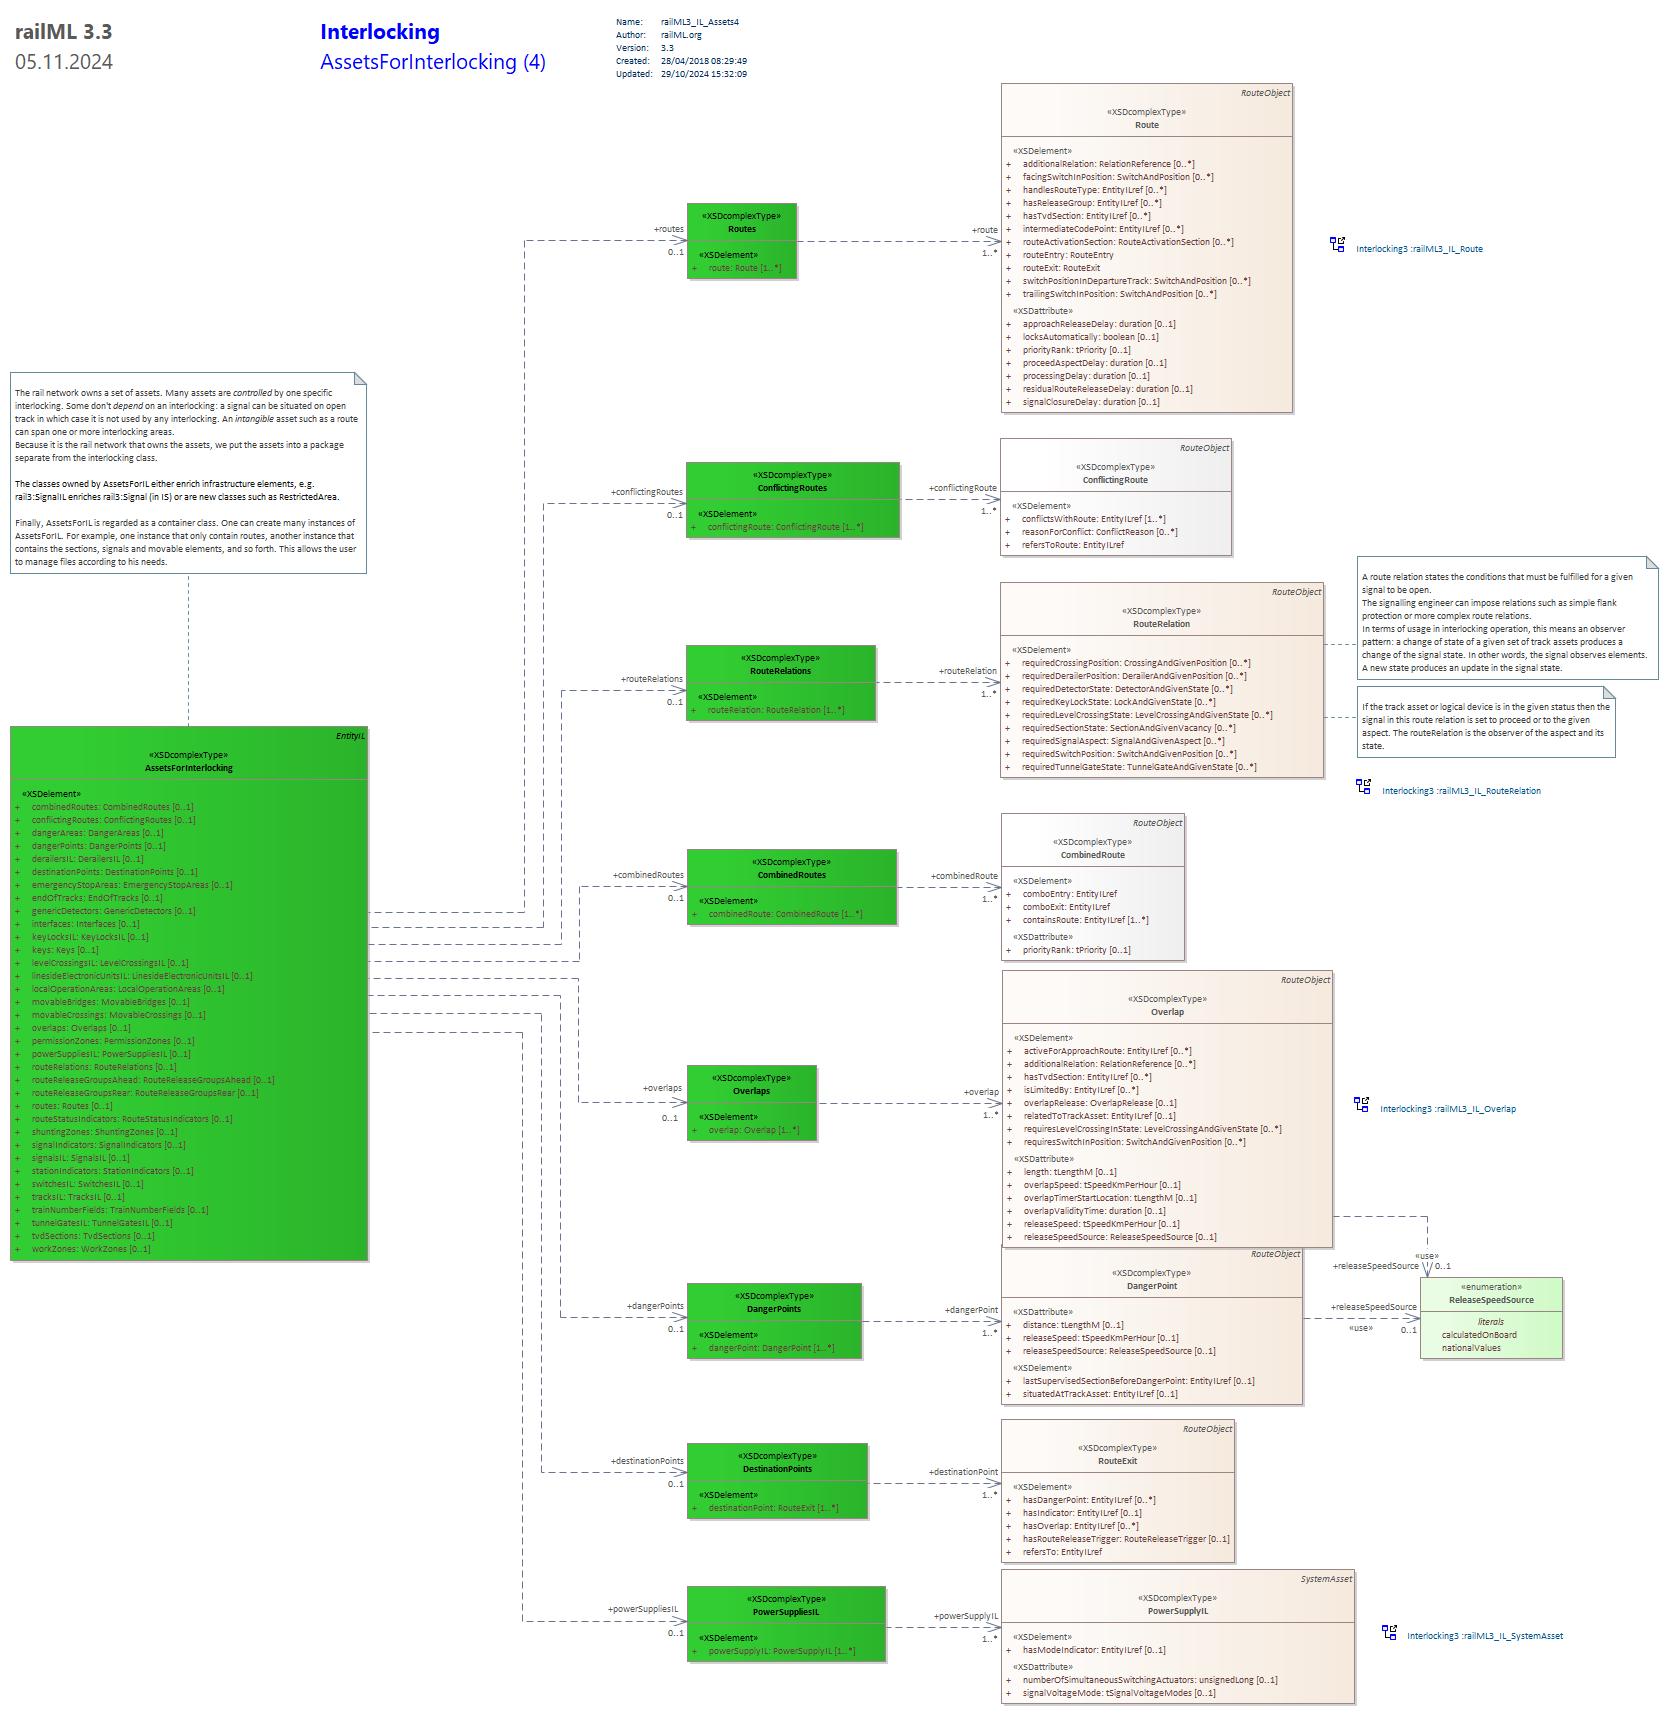 railML 3.3
05.11.2024
Interlocking
AssetsForInterlocking (4)
Name: railML3_IL_Assets4
Author: railML.org
Version: 3.3
Created: 28/04/2018 08:29:49
Updated: 29/10/2024 15:32:09
The rail network owns a set of assets. Many assets are controlled by one specific
interlocking. Some don't depend on an interlocking: a signal can be situated on open
track in which case it is not used by any interlocking. An intangible asset such as a route
can span one or more interlocking areas.
Because it is the rail network that owns the assets, we put the assets into a package
separate from the interlocking class.
The classes owned by AssetsForIL either enrich infrastructure elements, e.g.
rail3:SignalIL enriches rail3:Signal (in IS) or are new classes such as RestrictedArea.
Finally, AssetsForIL is regarded as a container class. One can create many instances of
AssetsForIL. For example, one instance that only contain routes, another instance that
contains the sections, signals and movable elements, and so forth. This allows the user
to manage files according to his needs.
EntityIL
«XSDcomplexType»
AssetsForInterlocking
«XSDelement»
+ combinedRoutes: CombinedRoutes [0..1]
+ conflictingRoutes: ConflictingRoutes [0..1]
+ dangerAreas: DangerAreas [0..1]
+ dangerPoints: DangerPoints [0..1]
+ derailersIL: DerailersIL [0..1]
+ destinationPoints: DestinationPoints [0..1]
+ emergencyStopAreas: EmergencyStopAreas [0..1]
+ endOfTracks: EndOfTracks [0..1]
+ genericDetectors: GenericDetectors [0..1]
+ interfaces: Interfaces [0..1]
+ keyLocksIL: KeyLocksIL [0..1]
+ keys: Keys [0..1]
+ levelCrossingsIL: LevelCrossingsIL [0..1]
+ linesideElectronicUnitsIL: LinesideElectronicUnitsIL [0..1]
+ localOperationAreas: LocalOperationAreas [0..1]
+ movableBridges: MovableBridges [0..1]
+ movableCrossings: MovableCrossings [0..1]
+ overlaps: Overlaps [0..1]
+ permissionZones: PermissionZones [0..1]
+ powerSuppliesIL: PowerSuppliesIL [0..1]
+ routeRelations: RouteRelations [0..1]
+ routeReleaseGroupsAhead: RouteReleaseGroupsAhead [0..1]
+ routeReleaseGroupsRear: RouteReleaseGroupsRear [0..1]
+ routes: Routes [0..1]
+ routeStatusIndicators: RouteStatusIndicators [0..1]
+ shuntingZones: ShuntingZones [0..1]
+ signalIndicators: SignalIndicators [0..1]
+ signalsIL: SignalsIL [0..1]
+ stationIndicators: StationIndicators [0..1]
+ switchesIL: SwitchesIL [0..1]
+ tracksIL: TracksIL [0..1]
+ trainNumberFields: TrainNumberFields [0..1]
+ tunnelGatesIL: TunnelGatesIL [0..1]
+ tvdSections: TvdSections [0..1]
+ workZones: WorkZones [0..1]
+routes
0..1
«XSDcomplexType»
Routes
«XSDelement»
+ route: Route [1..*]
+route
1..*
RouteObject
«XSDcomplexType»
Route
«XSDelement»
+ additionalRelation: RelationReference [0..*]
+ facingSwitchInPosition: SwitchAndPosition [0..*]
+ handlesRouteType: EntityILref [0..*]
+ hasReleaseGroup: EntityILref [0..*]
+ hasTvdSection: EntityILref [0..*]
+ intermediateCodePoint: EntityILref [0..*]
+ routeActivationSection: RouteActivationSection [0..*]
+ routeEntry: RouteEntry
+ routeExit: RouteExit
+ switchPositionInDepartureTrack: SwitchAndPosition [0..*]
+ trailingSwitchInPosition: SwitchAndPosition [0..*]
«XSDattribute»
+ approachReleaseDelay: duration [0..1]
+ locksAutomatically: boolean [0..1]
+ priorityRank: tPriority [0..1]
+ proceedAspectDelay: duration [0..1]
+ processingDelay: duration [0..1]
+ residualRouteReleaseDelay: duration [0..1]
+ signalClosureDelay: duration [0..1]
Interlocking3 :railML3_IL_Route
+conflictingRoutes
0..1
«XSDcomplexType»
ConflictingRoutes
«XSDelement»
+ conflictingRoute: ConflictingRoute [1..*]
+conflictingRoute
1..*
RouteObject
«XSDcomplexType»
ConflictingRoute
«XSDelement»
+ conflictsWithRoute: EntityILref [1..*]
+ reasonForConflict: ConflictReason [0..*]
+ refersToRoute: EntityILref
+routeRelations
0..1
«XSDcomplexType»
RouteRelations
«XSDelement»
+ routeRelation: RouteRelation [1..*]
+routeRelation
1..*
RouteObject
«XSDcomplexType»
RouteRelation
«XSDelement»
+ requiredCrossingPosition: CrossingAndGivenPosition [0..*]
+ requiredDerailerPosition: DerailerAndGivenPosition [0..*]
+ requiredDetectorState: DetectorAndGivenState [0..*]
+ requiredKeyLockState: LockAndGivenState [0..*]
+ requiredLevelCrossingState: LevelCrossingAndGivenState [0..*]
+ requiredSectionState: SectionAndGivenVacancy [0..*]
+ requiredSignalAspect: SignalAndGivenAspect [0..*]
+ requiredSwitchPosition: SwitchAndGivenPosition [0..*]
+ requiredTunnelGateState: TunnelGateAndGivenState [0..*]
A route relation states the conditions that must be fulfilled for a given
signal to be open.
The signalling engineer can impose relations such as simple flank
protection or more complex route relations.
In terms of usage in interlocking operation, this means an observer
pattern: a change of state of a given set of track assets produces a
change of the signal state. In other words, the signal observes elements.
A new state produces an update in the signal state.
If the track asset or logical device is in the given status then the
signal in this route relation is set to proceed or to the given
aspect. The routeRelation is the observer of the aspect and its
state.
Interlocking3 :railML3_IL_RouteRelation
+combinedRoutes
0..1
«XSDcomplexType»
CombinedRoutes
«XSDelement»
+ combinedRoute: CombinedRoute [1..*]
+combinedRoute
1..*
RouteObject
«XSDcomplexType»
CombinedRoute
«XSDelement»
+ comboEntry: EntityILref
+ comboExit: EntityILref
+ containsRoute: EntityILref [1..*]
«XSDattribute»
+ priorityRank: tPriority [0..1]
+overlaps
0..1
«XSDcomplexType»
Overlaps
«XSDelement»
+ overlap: Overlap [1..*]
+overlap
1..*
RouteObject
«XSDcomplexType»
Overlap
«XSDelement»
+ activeForApproachRoute: EntityILref [0..*]
+ additionalRelation: RelationReference [0..*]
+ hasTvdSection: EntityILref [0..*]
+ isLimitedBy: EntityILref [0..*]
+ overlapRelease: OverlapRelease [0..1]
+ relatedToTrackAsset: EntityILref [0..1]
+ requiresLevelCrossingInState: LevelCrossingAndGivenState [0..*]
+ requiresSwitchInPosition: SwitchAndGivenPosition [0..*]
«XSDattribute»
+ length: tLengthM [0..1]
+ overlapSpeed: tSpeedKmPerHour [0..1]
+ overlapTimerStartLocation: tLengthM [0..1]
+ overlapValidityTime: duration [0..1]
+ releaseSpeed: tSpeedKmPerHour [0..1]
+ releaseSpeedSource: ReleaseSpeedSource [0..1]
Interlocking3 :railML3_IL_Overlap
«use»
+releaseSpeedSource 0..1
+dangerPoints
0..1
«XSDcomplexType»
DangerPoints
«XSDelement»
+ dangerPoint: DangerPoint [1..*]
+dangerPoint
1..*
RouteObject
«XSDcomplexType»
DangerPoint
«XSDattribute»
+ distance: tLengthM [0..1]
+ releaseSpeed: tSpeedKmPerHour [0..1]
+ releaseSpeedSource: ReleaseSpeedSource [0..1]
«XSDelement»
+ lastSupervisedSectionBeforeDangerPoint: EntityILref [0..1]
+ situatedAtTrackAsset: EntityILref [0..1]
+releaseSpeedSource
«use» 0..1
«enumeration»
ReleaseSpeedSource
literals
calculatedOnBoard
nationalValues
+destinationPoints
0..1
«XSDcomplexType»
DestinationPoints
«XSDelement»
+ destinationPoint: RouteExit [1..*]
+destinationPoint
1..*
RouteObject
«XSDcomplexType»
RouteExit
«XSDelement»
+ hasDangerPoint: EntityILref [0..*]
+ hasIndicator: EntityILref [0..1]
+ hasOverlap: EntityILref [0..*]
+ hasRouteReleaseTrigger: RouteReleaseTrigger [0..1]
+ refersTo: EntityILref
+powerSuppliesIL
0..1
«XSDcomplexType»
PowerSuppliesIL
«XSDelement»
+ powerSupplyIL: PowerSupplyIL [1..*]
+powerSupplyIL
1..*
SystemAsset
«XSDcomplexType»
PowerSupplyIL
«XSDelement»
+ hasModeIndicator: EntityILref [0..1]
«XSDattribute»
+ numberOfSimultaneousSwitchingActuators: unsignedLong [0..1]
+ signalVoltageMode: tSignalVoltageModes [0..1]
Interlocking3 :railML3_IL_SystemAsset